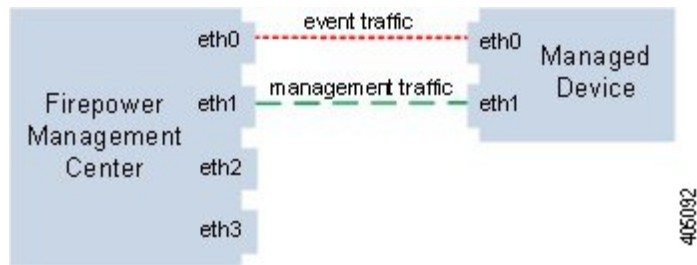 event traffic
eth0
eth0
Managed
Device
management traffic
eth1
eth1
Firepower
Management
Center
eth2
eth3
405092